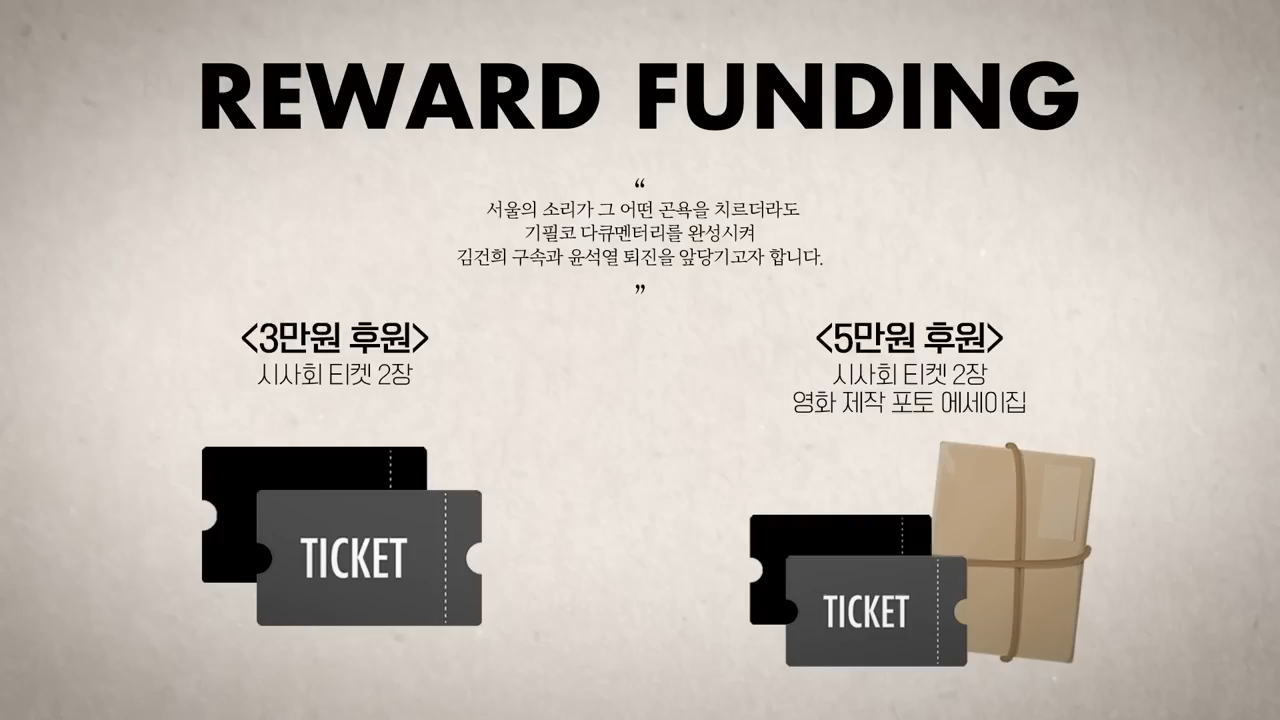 REWARD FUNDING
“
서울의 소리가 그 어떤 곤욕을 치르더라도
기필코 다큐멘터리를 완성시켜
김건희 구속과 윤석열 퇴진을 앞당기고자 합니다.
”
<3만원 후원>
시사회 티켓 2장
TICKET
<5만원 후원>
시사회 티켓 2장
영화 제작 포토 에세이집
TICKET